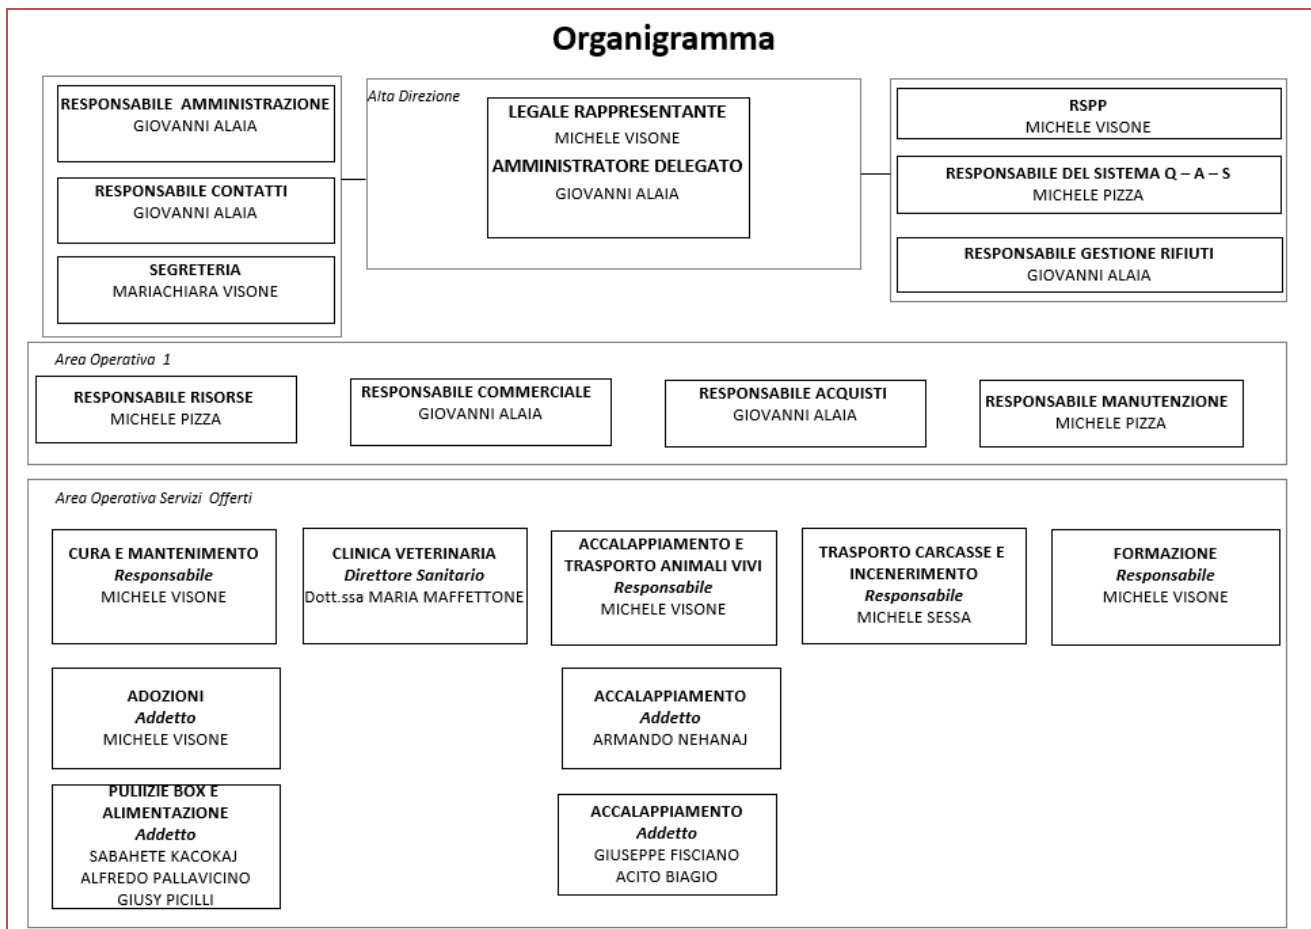 Organigramma
RESPONSABILE AMMINISTRAZIONE
GIOVANNI ALAIA
RESPONSABILE CONTATTI
GIOVANNI ALAIA
SEGRETERIA
MARIACHIARA VISONE
Alta Direzione
LEGALE RAPPRESENTANTE
MICHELE VISONE
AMMINISTRATORE DELEGATO
GIOVANNI ALAIA
RSPP
MICHELE VISONE
RESPONSABILE DEL SISTEMA Q – A – S
MICHELE PIZZA
RESPONSABILE GESTIONE RIFIUTI
GIOVANNI ALAIA
Area Operativa 1
RESPONSABILE RISORSE
MICHELE PIZZA
RESPONSABILE COMMERCIALE
GIOVANNI ALAIA
RESPONSABILE ACQUISTI
GIOVANNI ALAIA
RESPONSABILE MANUTENZIONE
MICHELE PIZZA
Area Operativa Servizi Offerti
CURA E MANTENIMENTO
Responsabile
MICHELE VISONE
CLINICA VETERINARIA
Direttore Sanitario
Dott.ssa MARIA MAFFETTONE
ACCALAPPIAMENTO E
TRASPORTO ANIMALI VIVI
Responsabile
MICHELE VISONE
TRASPORTO CARCASSE E
INCENERIMENTO
Responsabile
MICHELE SESSA
FORMAZIONE
Responsabile
MICHELE VISONE
ADOZIONI
Addetto
MICHELE VISONE
ACCALAPPIAMENTO
Addetto
ARMANDO NEHANAJ
PULIIZIE BOX E
ALIMENTAZIONE
Addetto
SABAHETE KACOKAJ
ALFREDO PALLAVICINO
GIUSY PICILLI
ACCALAPPIAMENTO
Addetto
GIUSEPPE FISCIANO
ACITO BIAGIO